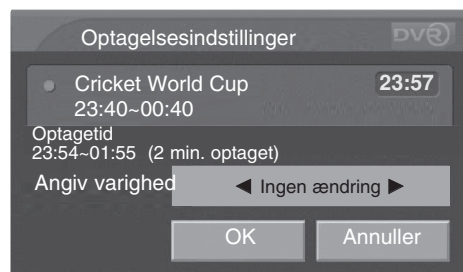 Optagelsesindstillinger
DVR
Cricket World Cup 23:57
23:40~00:40
Optagetid
23:54~01:55 (2 min. optaget)
Angiv varighed ◀ Ingen ændring ▶
OK Annuller